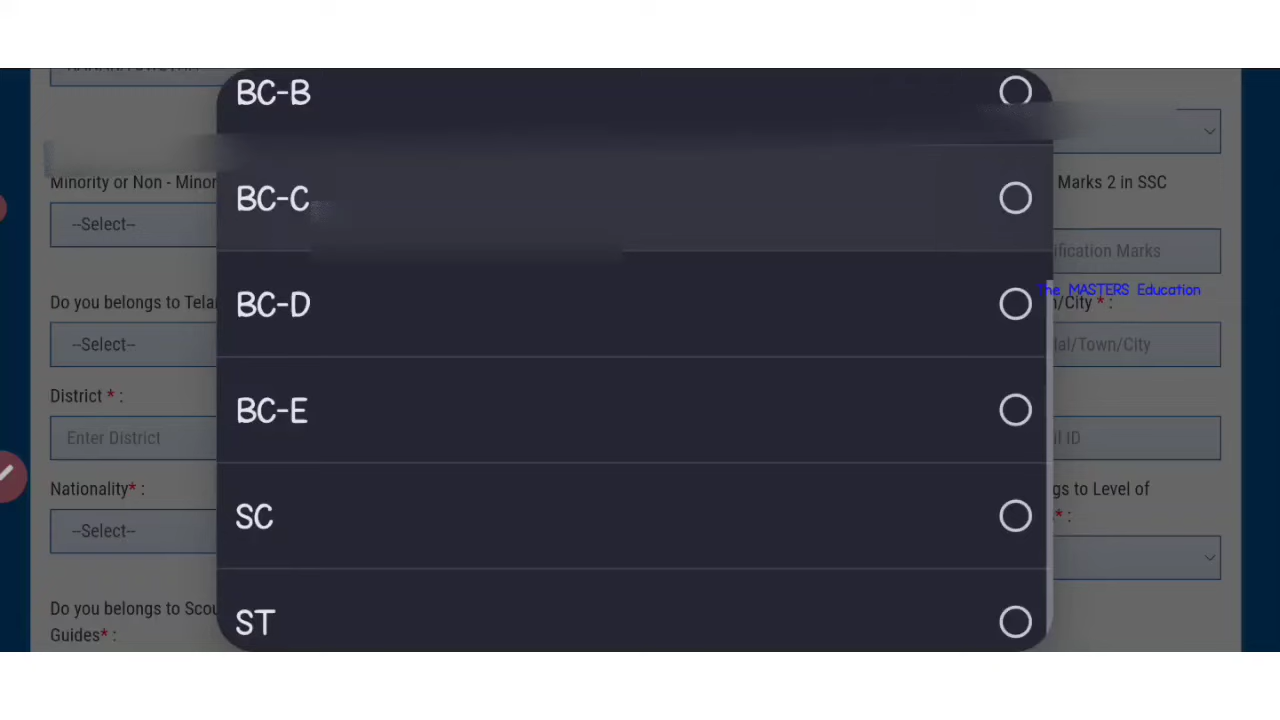 BC-B
Minority or Non - Minor
BC-C
Marks 2 in SSC
--Select--
ification Marks
The MASTERS Education
Do you belongs to Tela
BC-D
/City * :
--Select--
dal/Town/City
District * :
BC-E
Enter District
il ID
Nationality* :
gs to Level of
* :
--Select--
SC
Do you belongs to Scou
Guides* :
ST